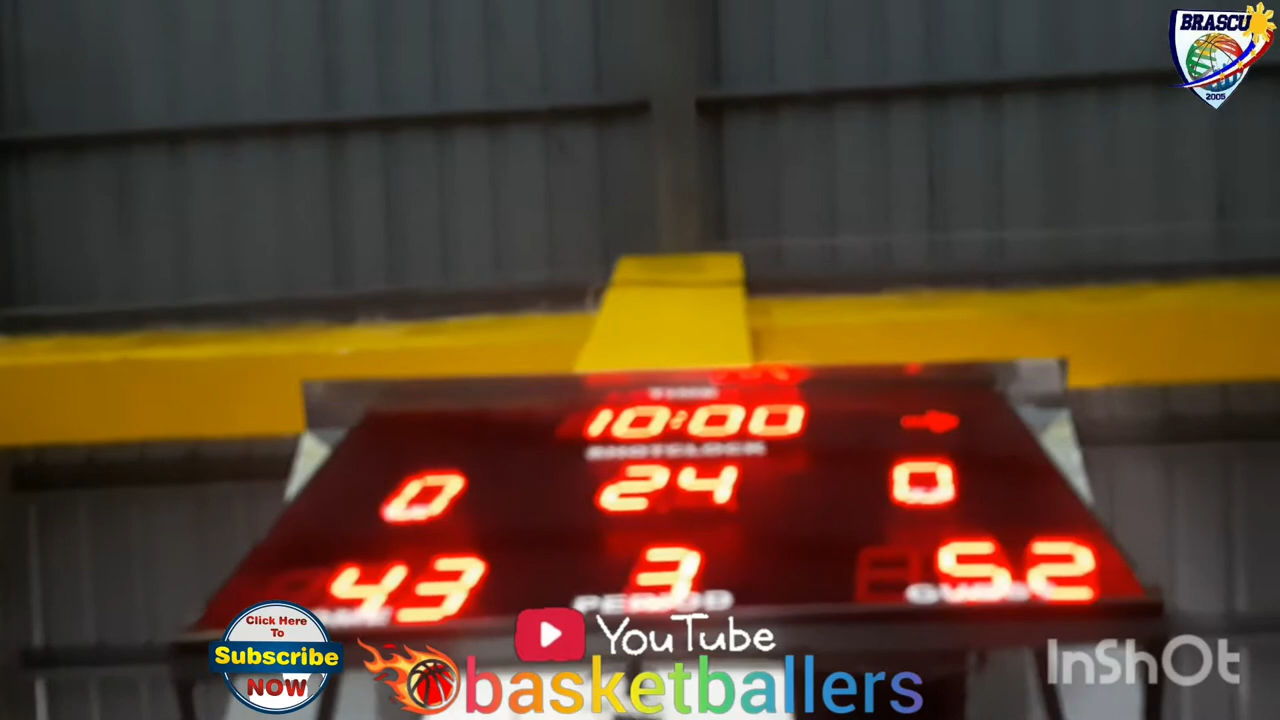 BRASCU
2005
TIME
10:00
SHOTCLOCK
0 24 0
43 3 52
PERIOD
GUEST
Click Here
To
Subscribe
NOW
YouTube
basketballers
InShOt